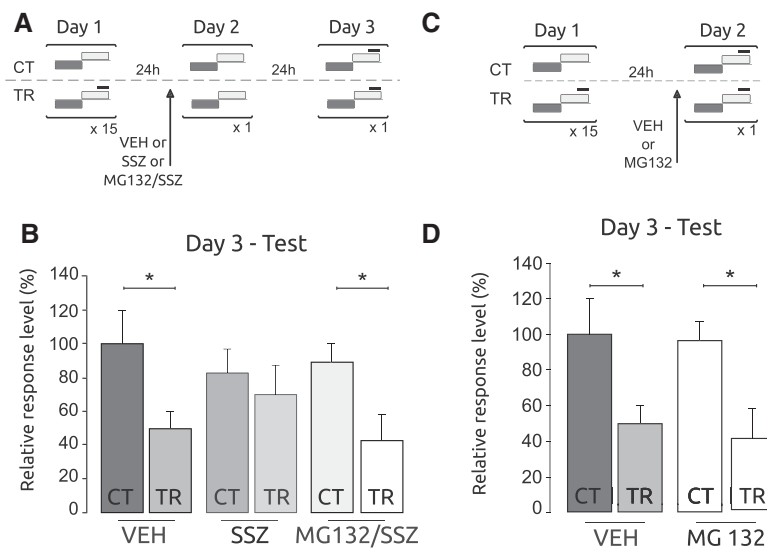 A
Day 1
Day 2
Day 3
CT
24h
24h
TR
x 15
x 1
x 1
VEH or
SSZ or
MG132/SSZ
C
Day 1
Day 2
CT
24h
TR
x 15
x 1
VEH
or
MG132
B
Day 3 - Test
Relative response level (%)
140
120
100
80
60
40
20
0
*
*
CT
TR
CT
TR
CT
TR
VEH
SSZ
MG132/SSZ
D
Day 3 - Test
Relative response level (%)
140
120
100
80
60
40
20
0
*
*
CT
TR
CT
TR
VEH
MG 132